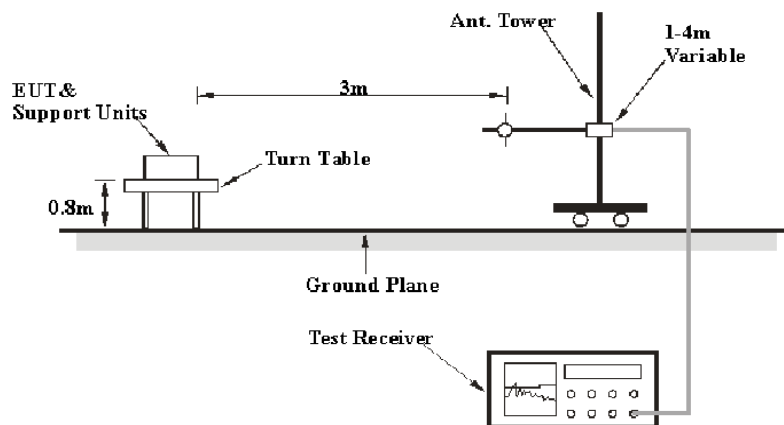 Ant. Tower
1-4m
Variable
EUT&
Support Units
3m
Turn Table
0.8m
Ground Plane
Test Receiver